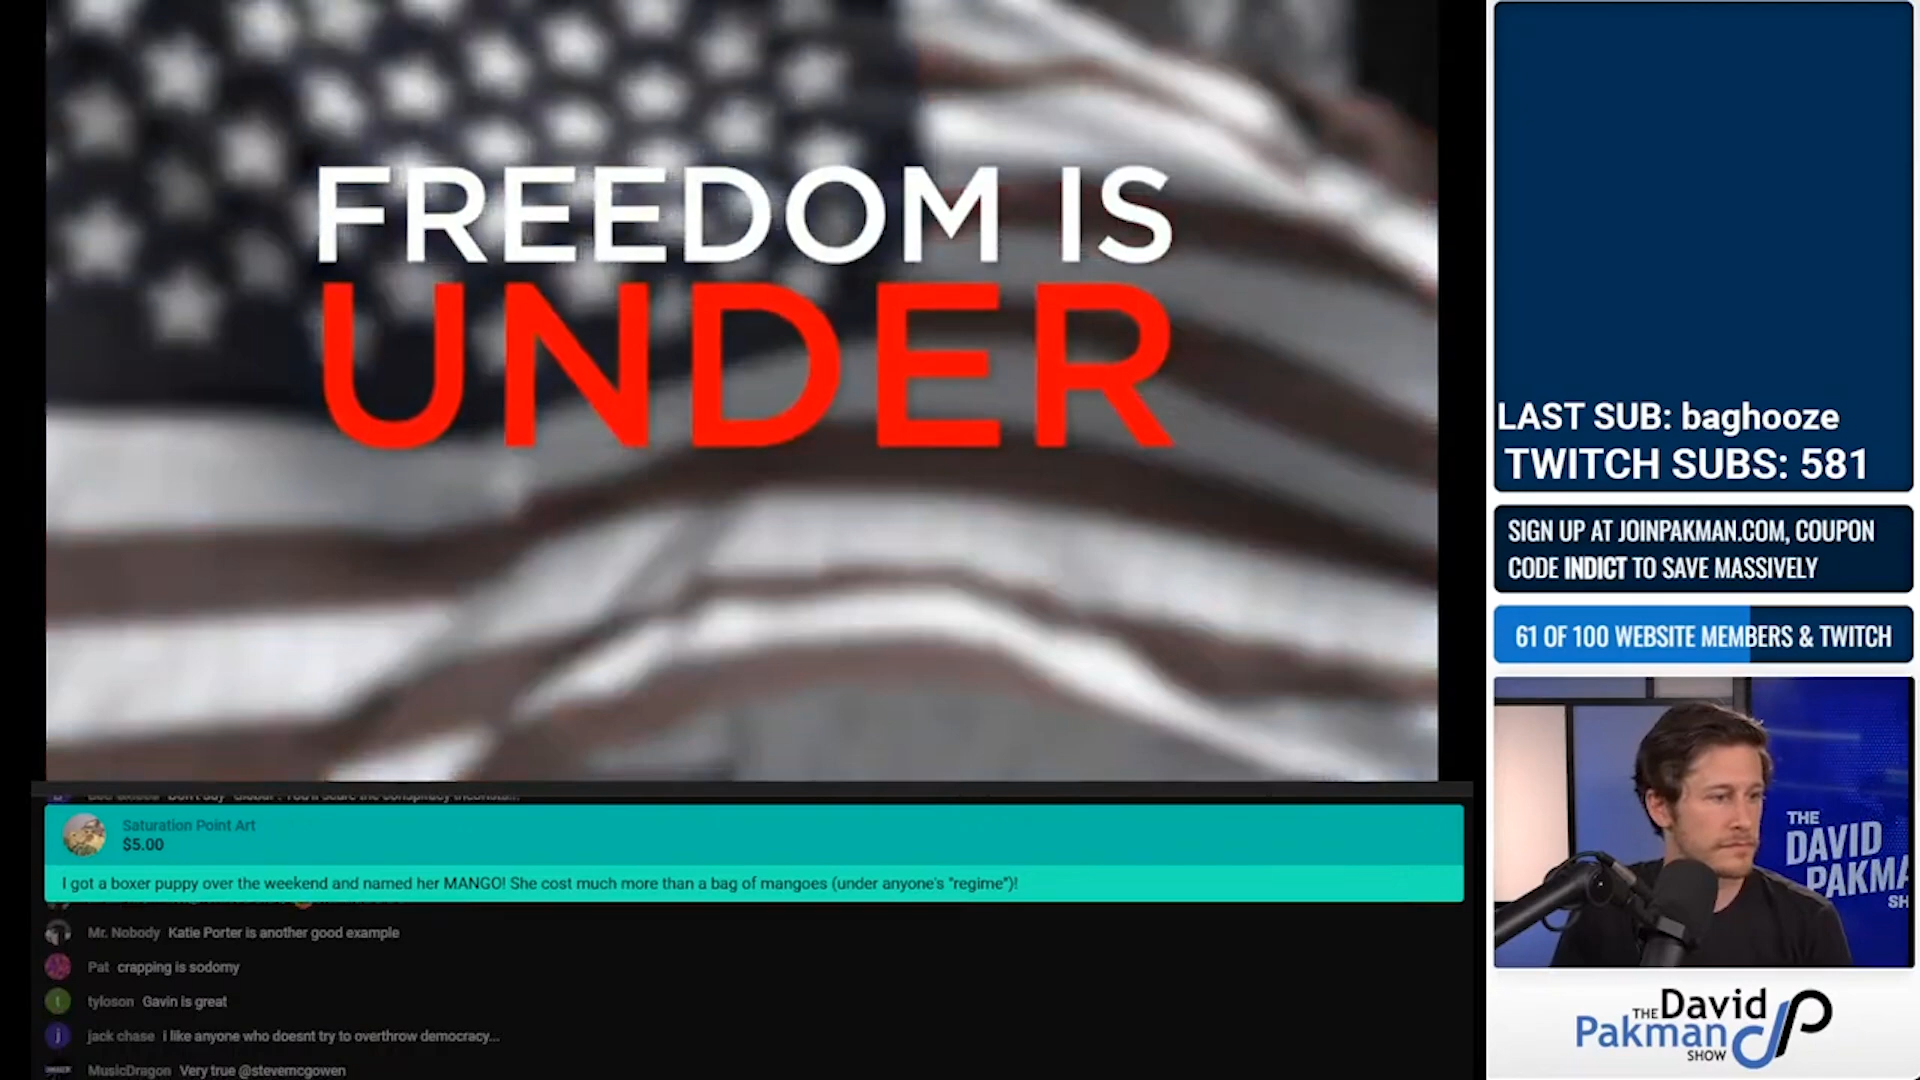 FREEDOM IS
UNDER
LAST SUB: baghooze
TWITCH SUBS: 581
SIGN UP AT JOINPAKMAN.COM, COUPON
CODE INDICT TO SAVE MASSIVELY
61 OF 100 WEBSITE MEMBERS & TWITCH
THE
DAVID
PAKMA
SH
THE David
Pakman
SHOW
Saturation Point Art
$5.00
I got a boxer puppy over the weekend and named her MANGO! She cost much more than a bag of mangoes (under anyone's "regime")!
Mr. Nobody Katie Porter is another good example
Pat crapping is sodomy
tyloson Gavin is great
jack chase i like anyone who doesnt try to overthrow democracy...
MusicDragon Very true @stevemcgowen